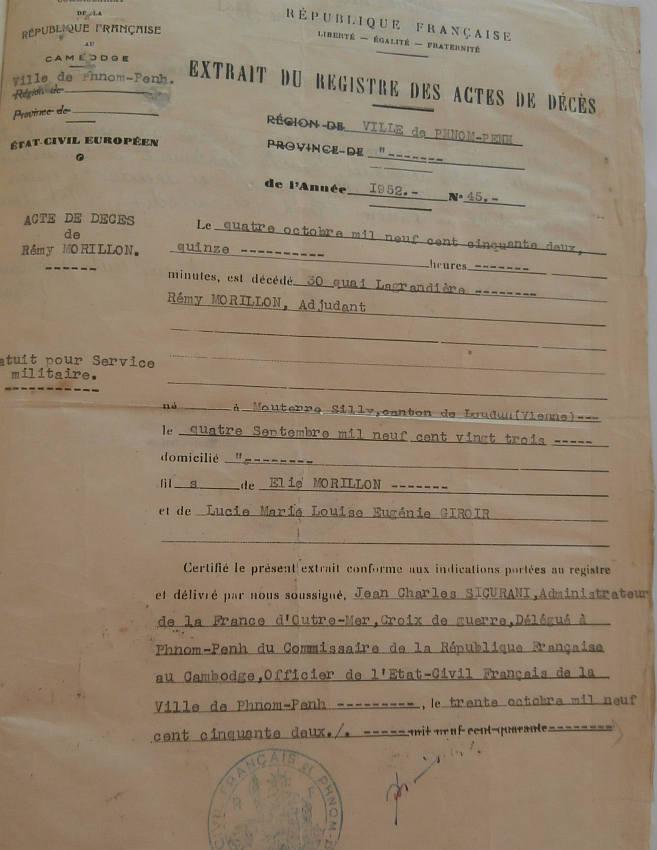 COMMISSARIAT
DE LA
RÉPUBLIQUE FRANÇAISE
AU
CAMBODGE
Ville de Phnom-Penh.
Région de
Province de
ÉTAT-CIVIL EUROPÉEN
RÉPUBLIQUE FRANÇAISE
LIBERTÉ — ÉGALITÉ — FRATERNITÉ
EXTRAIT DU REGISTRE DES ACTES DE DÉCÈS
RÉGION DE VILLE de PHNOM-PENH
PROVINCE DE "-------
de l'Année 1952.- N° 45.-
ACTE DE DECES
de
Rémy MORILLON.
------
Le quatre octobre mil neuf cent cinquante deux,
quinze ---------- heures -------
minutes, est décédé 30 quai Lagrandière --------
Rémy MORILLON, Adjudant
atuit pour Service
militaire.
-----------
né à Mouterre Silly,canton de Loudun(Vienne)---
le quatre Septembre mil neuf cent vingt trois -----
domicilié "---------
fil s de Elie MORILLON -------
et de Lucie Marie Louise Eugénie GIROIR
Certifié le présent extrait conforme aux indications portées au registre
et délivré par nous soussigné, Jean Charles SICURANI,Administrateur
de la France d'Outre-Mer,Croix de guerre,Délégué à
Phnom-Penh du Commissaire de la République Française
au Cambodge,Officier de l'Etat-Civil Français de la
Ville de Phnom-Penh ---------, le trente octobre mil neuf
cent cinquante deux./. ----- mil neuf cent quarante --------
CIVIL FRANÇAIS de PHNOM-